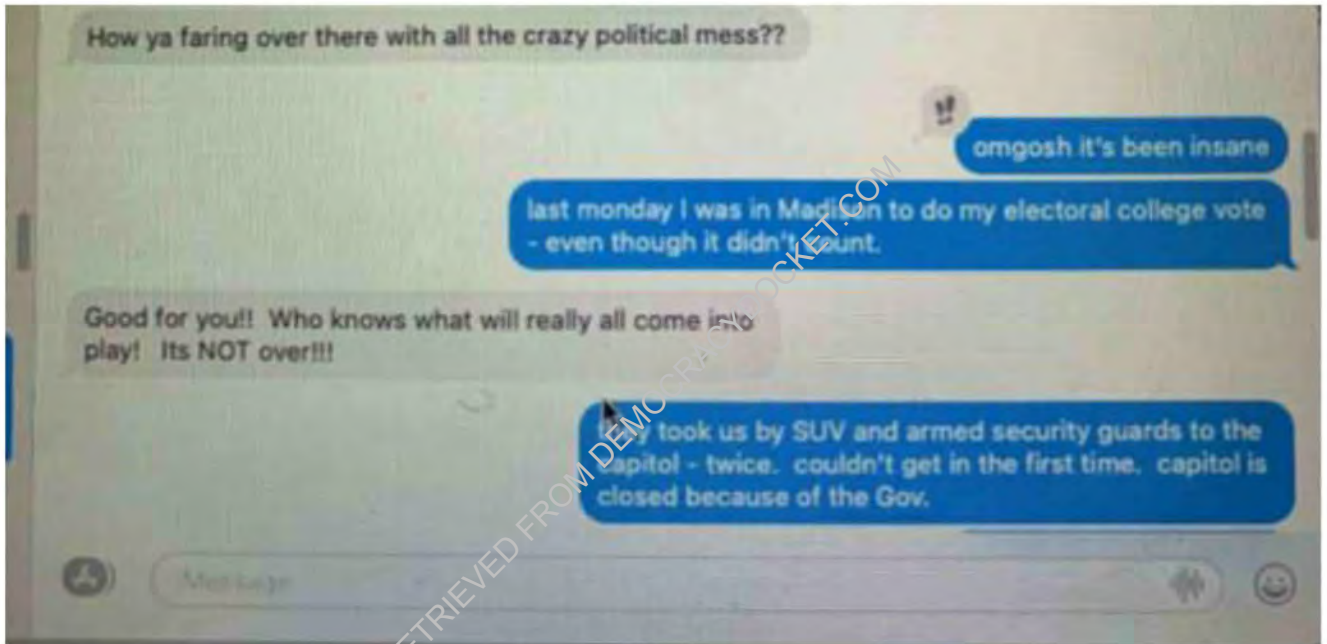 How ya faring over there with all the crazy political mess??
!!
omgosh it's been insane
last monday I was in Madison to do my electoral college vote
- even though it didn't count.
Good for you!! Who knows what will really all come into
play! Its NOT over!!!
took us by SUV and armed security guards to the
capitol - twice. couldn't get in the first time. capitol is
closed because of the Gov.
Message
RETRIEVED FROM DEMOCRACYDOCKET.COM